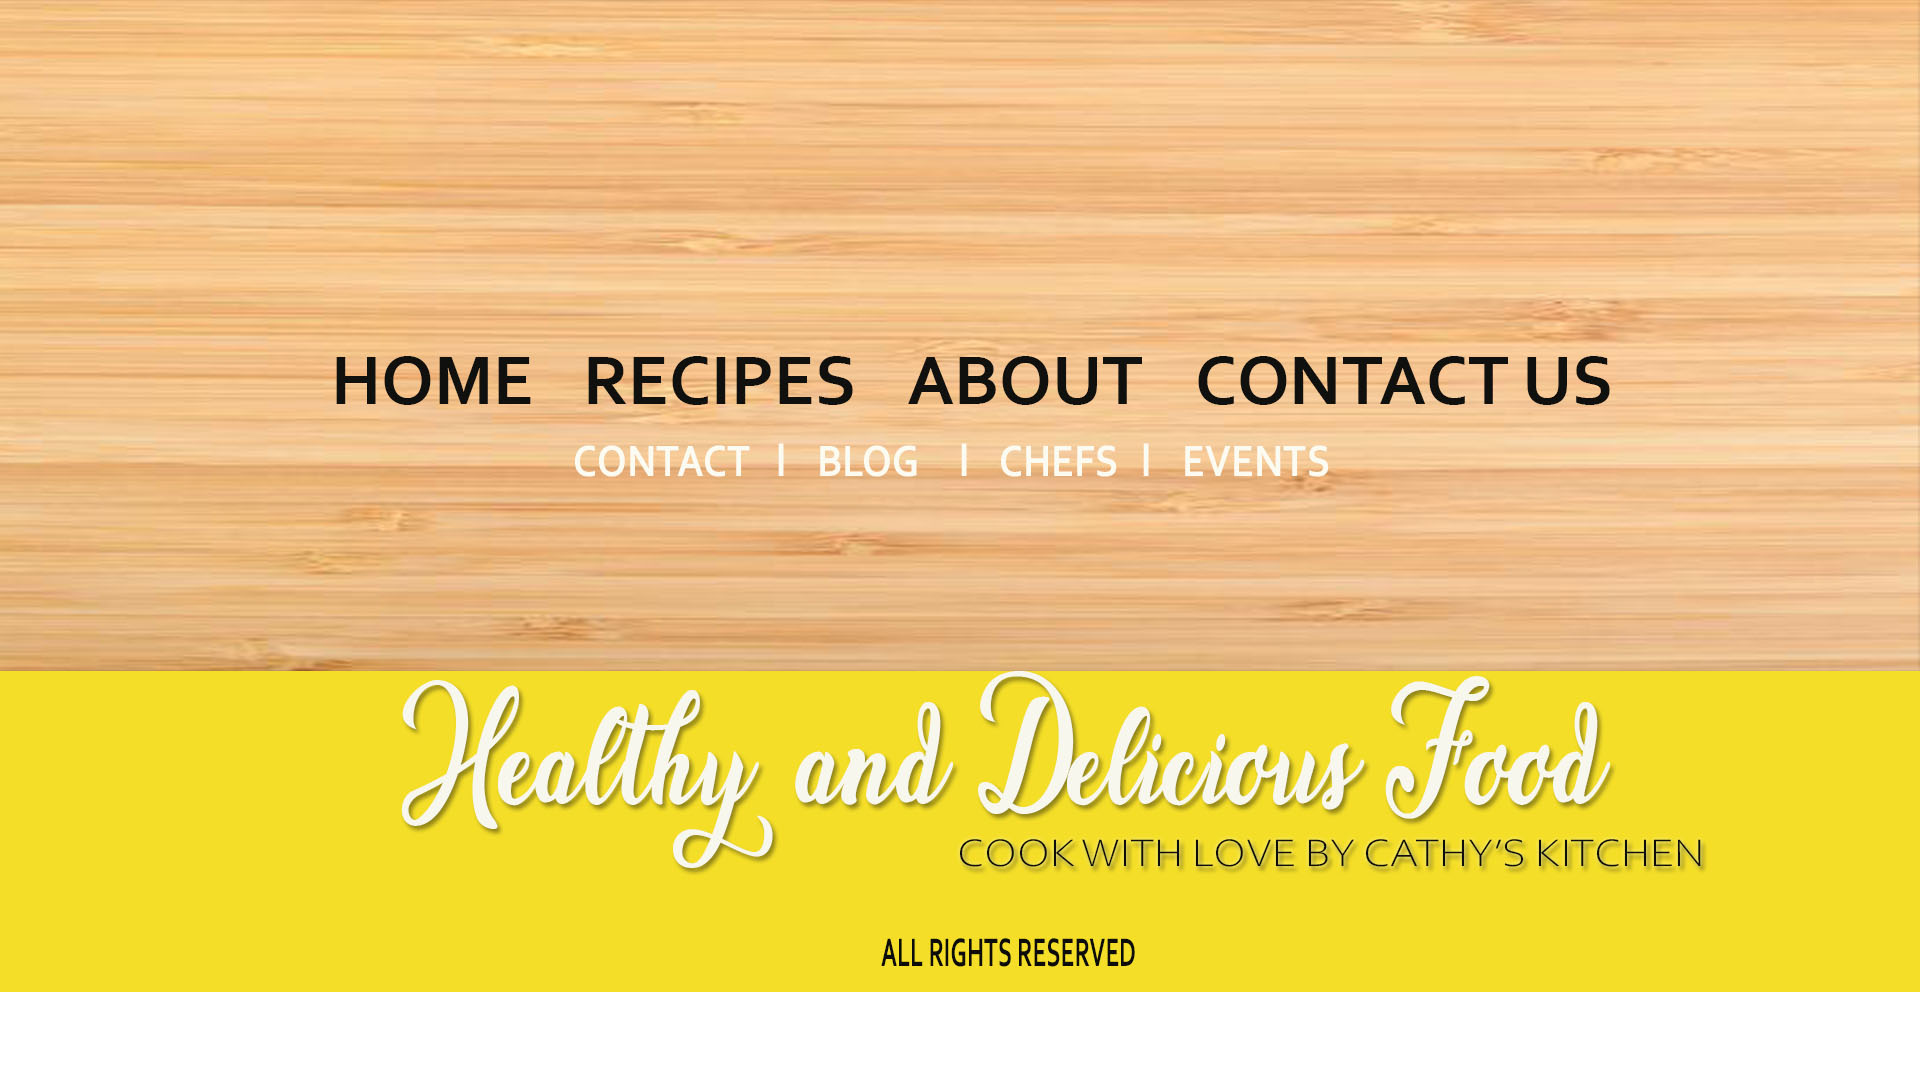 HOME RECIPES ABOUT CONTACT US
CONTACT | BLOG | CHEFS | EVENTS
Healthy and Delicious Food
COOK WITH LOVE BY CATHY'S KITCHEN
ALL RIGHTS RESERVED